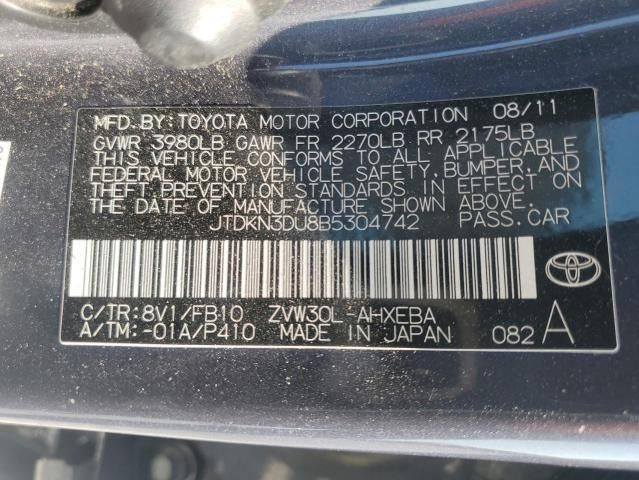 MFD. BY: TOYOTA MOTOR CORPORATION 08/11
GVWR 3980LB GAWR FR 2270LB RR 2175LB
THIS VEHICLE CONFORMS TO ALL APPLICABLE
FEDERAL MOTOR VEHICLE SAFETY, BUMPER, AND
THEFT PREVENTION STANDARDS IN EFFECT ON
THE DATE OF MANUFACTURE SHOWN ABOVE.
JTDKN3DU8B5304742 PASS.CAR
C/TR: 8V1/FB10 ZVW30L-AHXEBA
A/TM: -01A/P410 MADE IN JAPAN 082 A